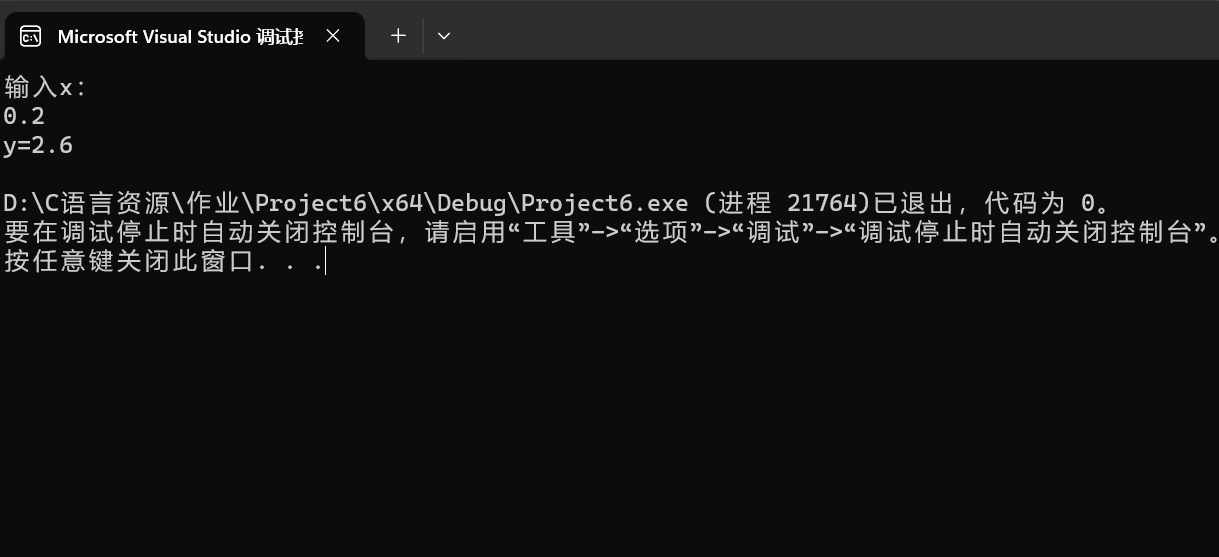 Microsoft Visual Studio 调试
输入x:
0.2
y=2.6
D:\C语言资源\作业\Project6\x64\Debug\Project6.exe (进程 21764)已退出，代码为 0。
要在调试停止时自动关闭控制台，请启用“工具”->“选项”->“调试”->“调试停止时自动关闭控制台”。
按任意键关闭此窗口. . .